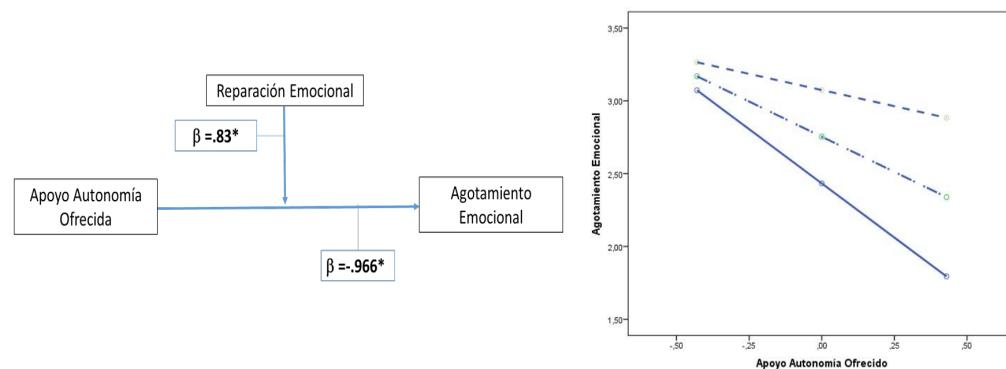 Reparación Emocional
β =.83*
Apoyo Autonomía
Ofrecida
Agotamiento
Emocional
β =-.966*
Agotamiento Emocional
3,50
3,00
2,50
2,00
1,50
-,50
-,25
,00
,25
,50
Apoyo Autonomía Ofrecido